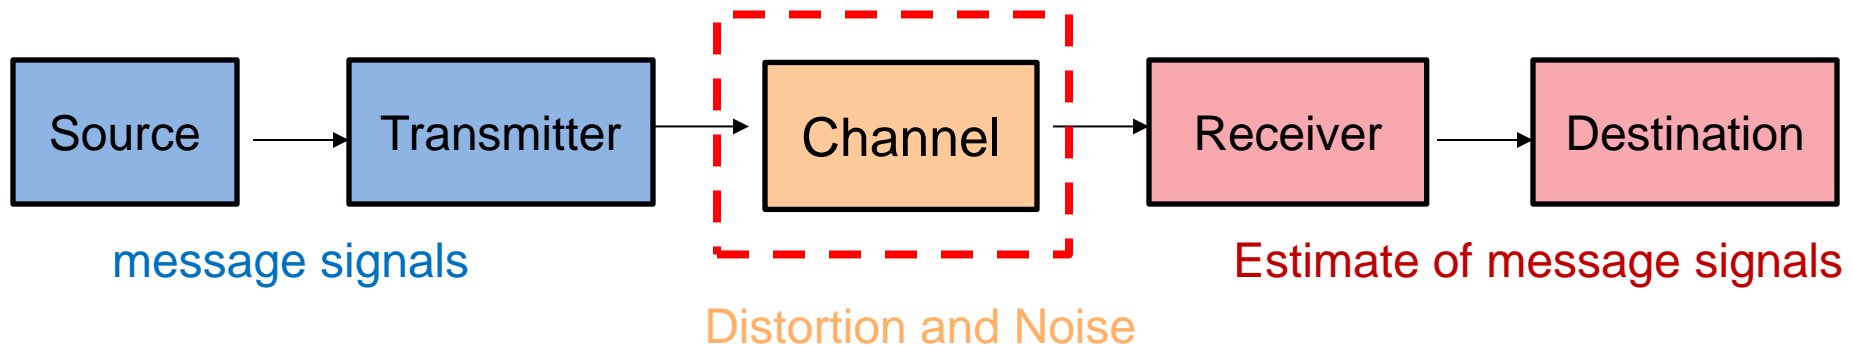 Source
Transmitter
Channel
Receiver
Destination
message signals
Estimate of message signals
Distortion and Noise